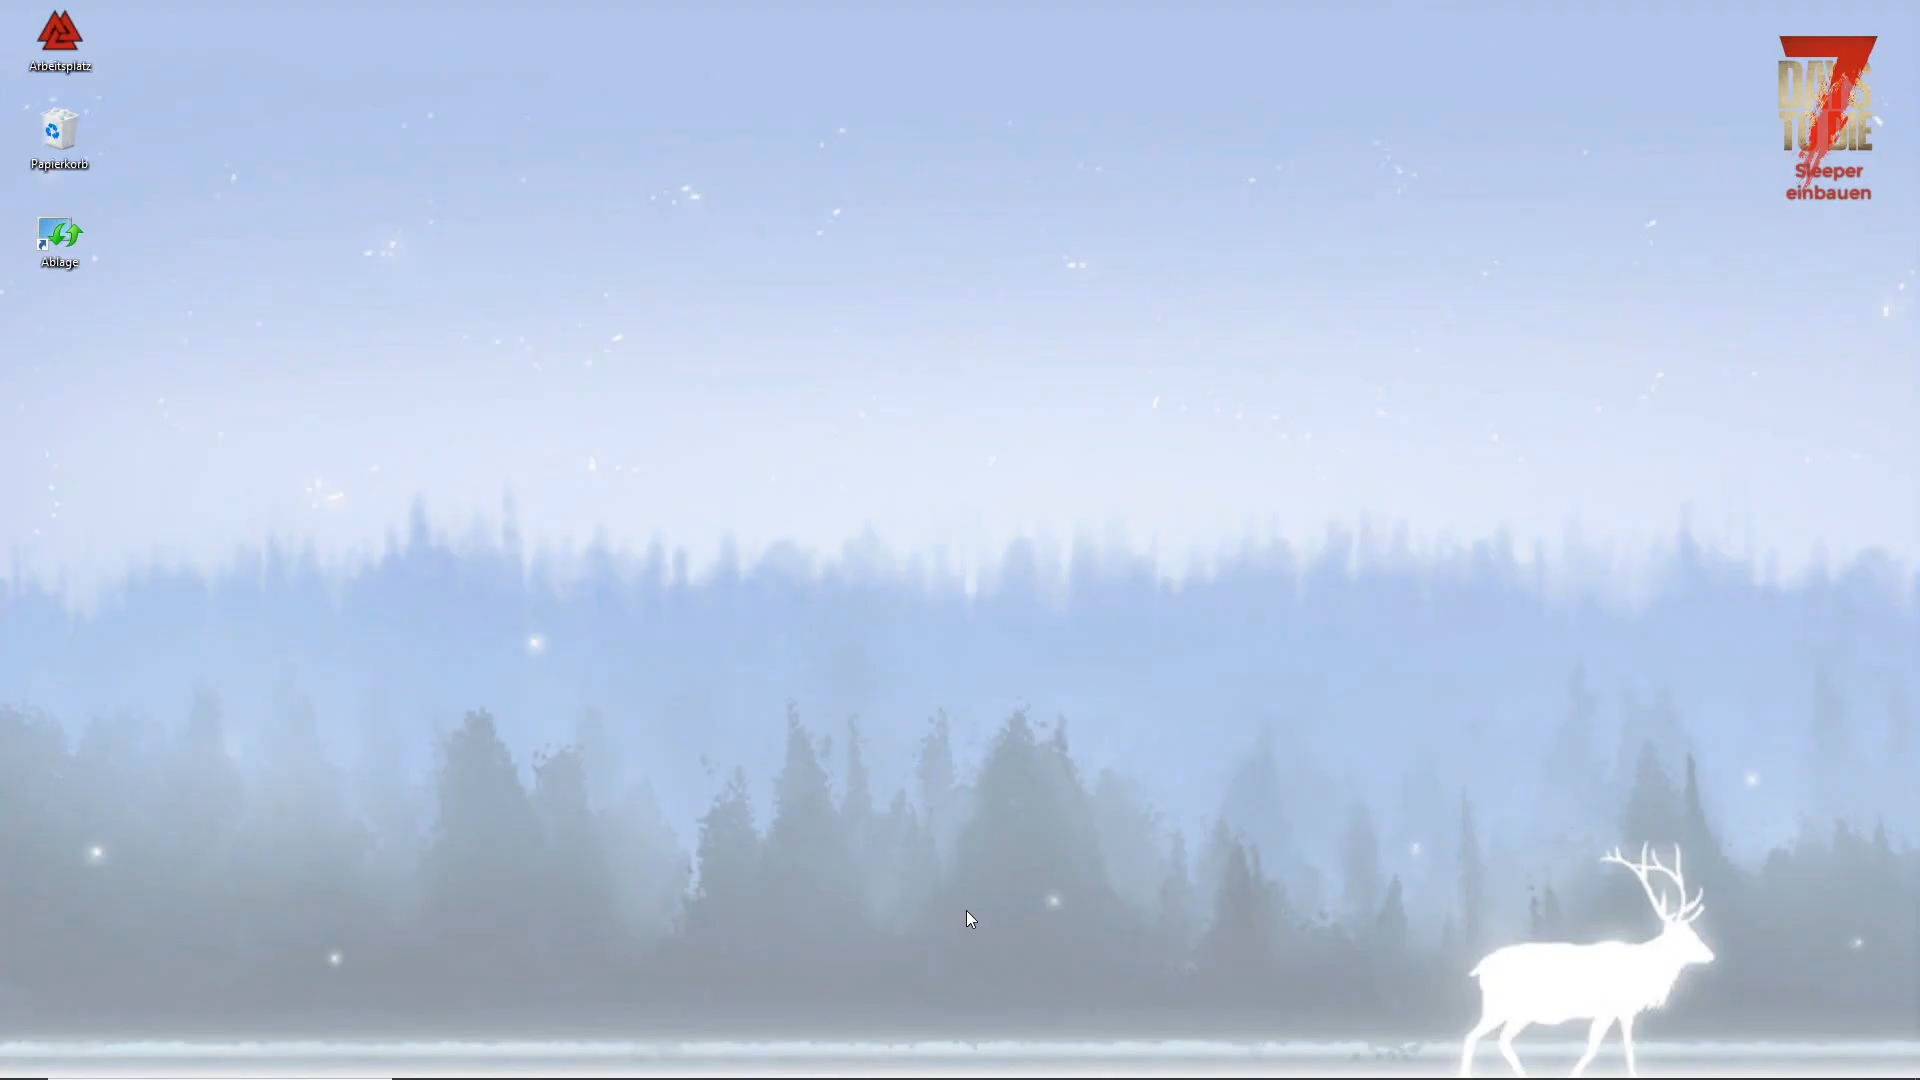 Arbeitsplatz
Papierkorb
Ablage
7
DAYS
TO DIE
Sleeper
einbauen